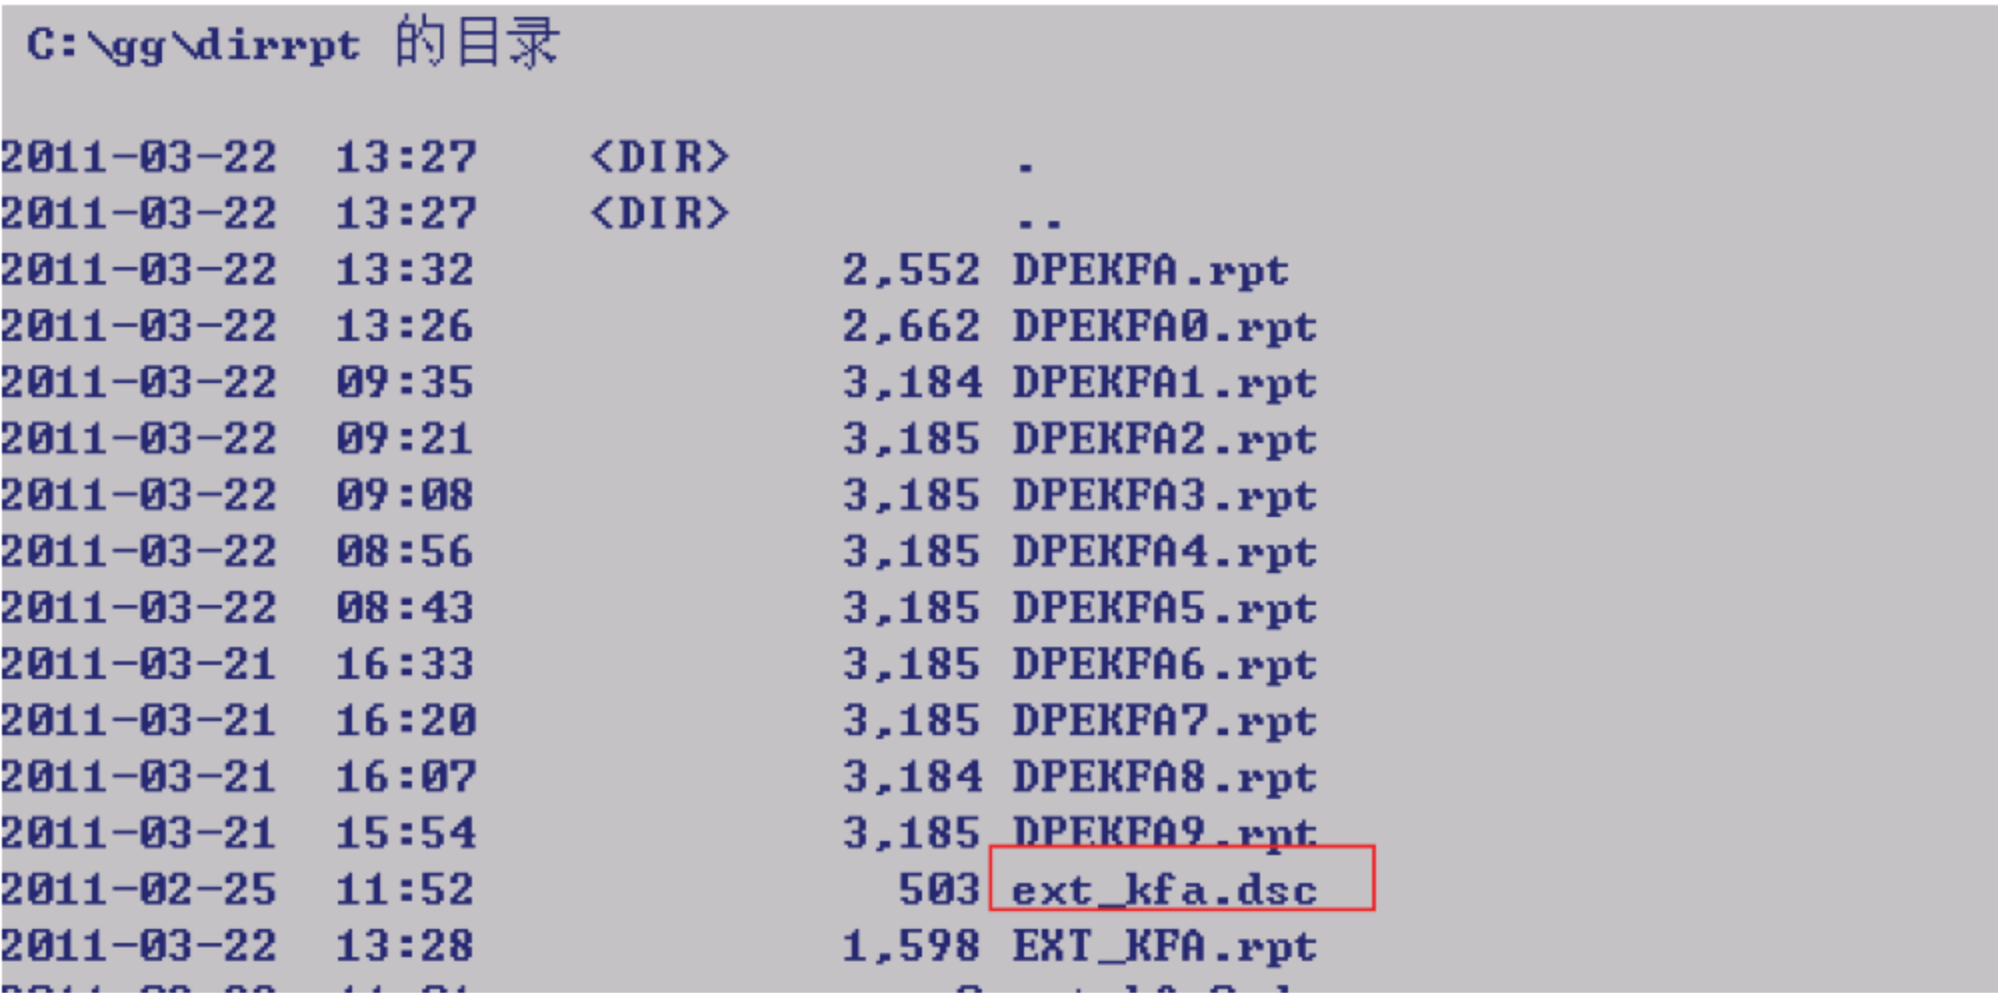 C:\gg\dirrpt 的目录
2011-03-22  13:27    <DIR>          .
2011-03-22  13:27    <DIR>          ..
2011-03-22  13:32             2,552 DPEKFA.rpt
2011-03-22  13:26             2,662 DPEKFA0.rpt
2011-03-22  09:35             3,184 DPEKFA1.rpt
2011-03-22  09:21             3,185 DPEKFA2.rpt
2011-03-22  09:08             3,185 DPEKFA3.rpt
2011-03-22  08:56             3,185 DPEKFA4.rpt
2011-03-22  08:43             3,185 DPEKFA5.rpt
2011-03-21  16:33             3,185 DPEKFA6.rpt
2011-03-21  16:20             3,185 DPEKFA7.rpt
2011-03-21  16:07             3,184 DPEKFA8.rpt
2011-03-21  15:54             3,185 DPEKFA9.rpt
2011-02-25  11:52               503 ext_kfa.dsc
2011-03-22  13:28             1,598 EXT_KFA.rpt